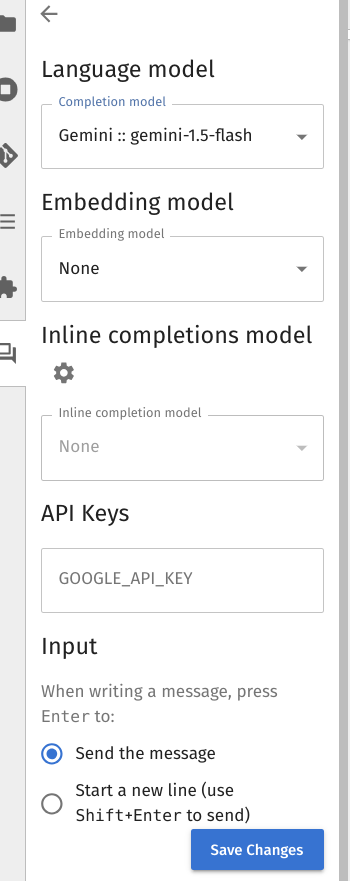 Language model
Completion model
Gemini :: gemini-1.5-flash
Embedding model
Embedding model
None
Inline completions model
Inline completion model
None
API Keys
GOOGLE_API_KEY
Input
When writing a message, press
Enter to:
Send the message
Start a new line (use
Shift+Enter to send)
Save Changes